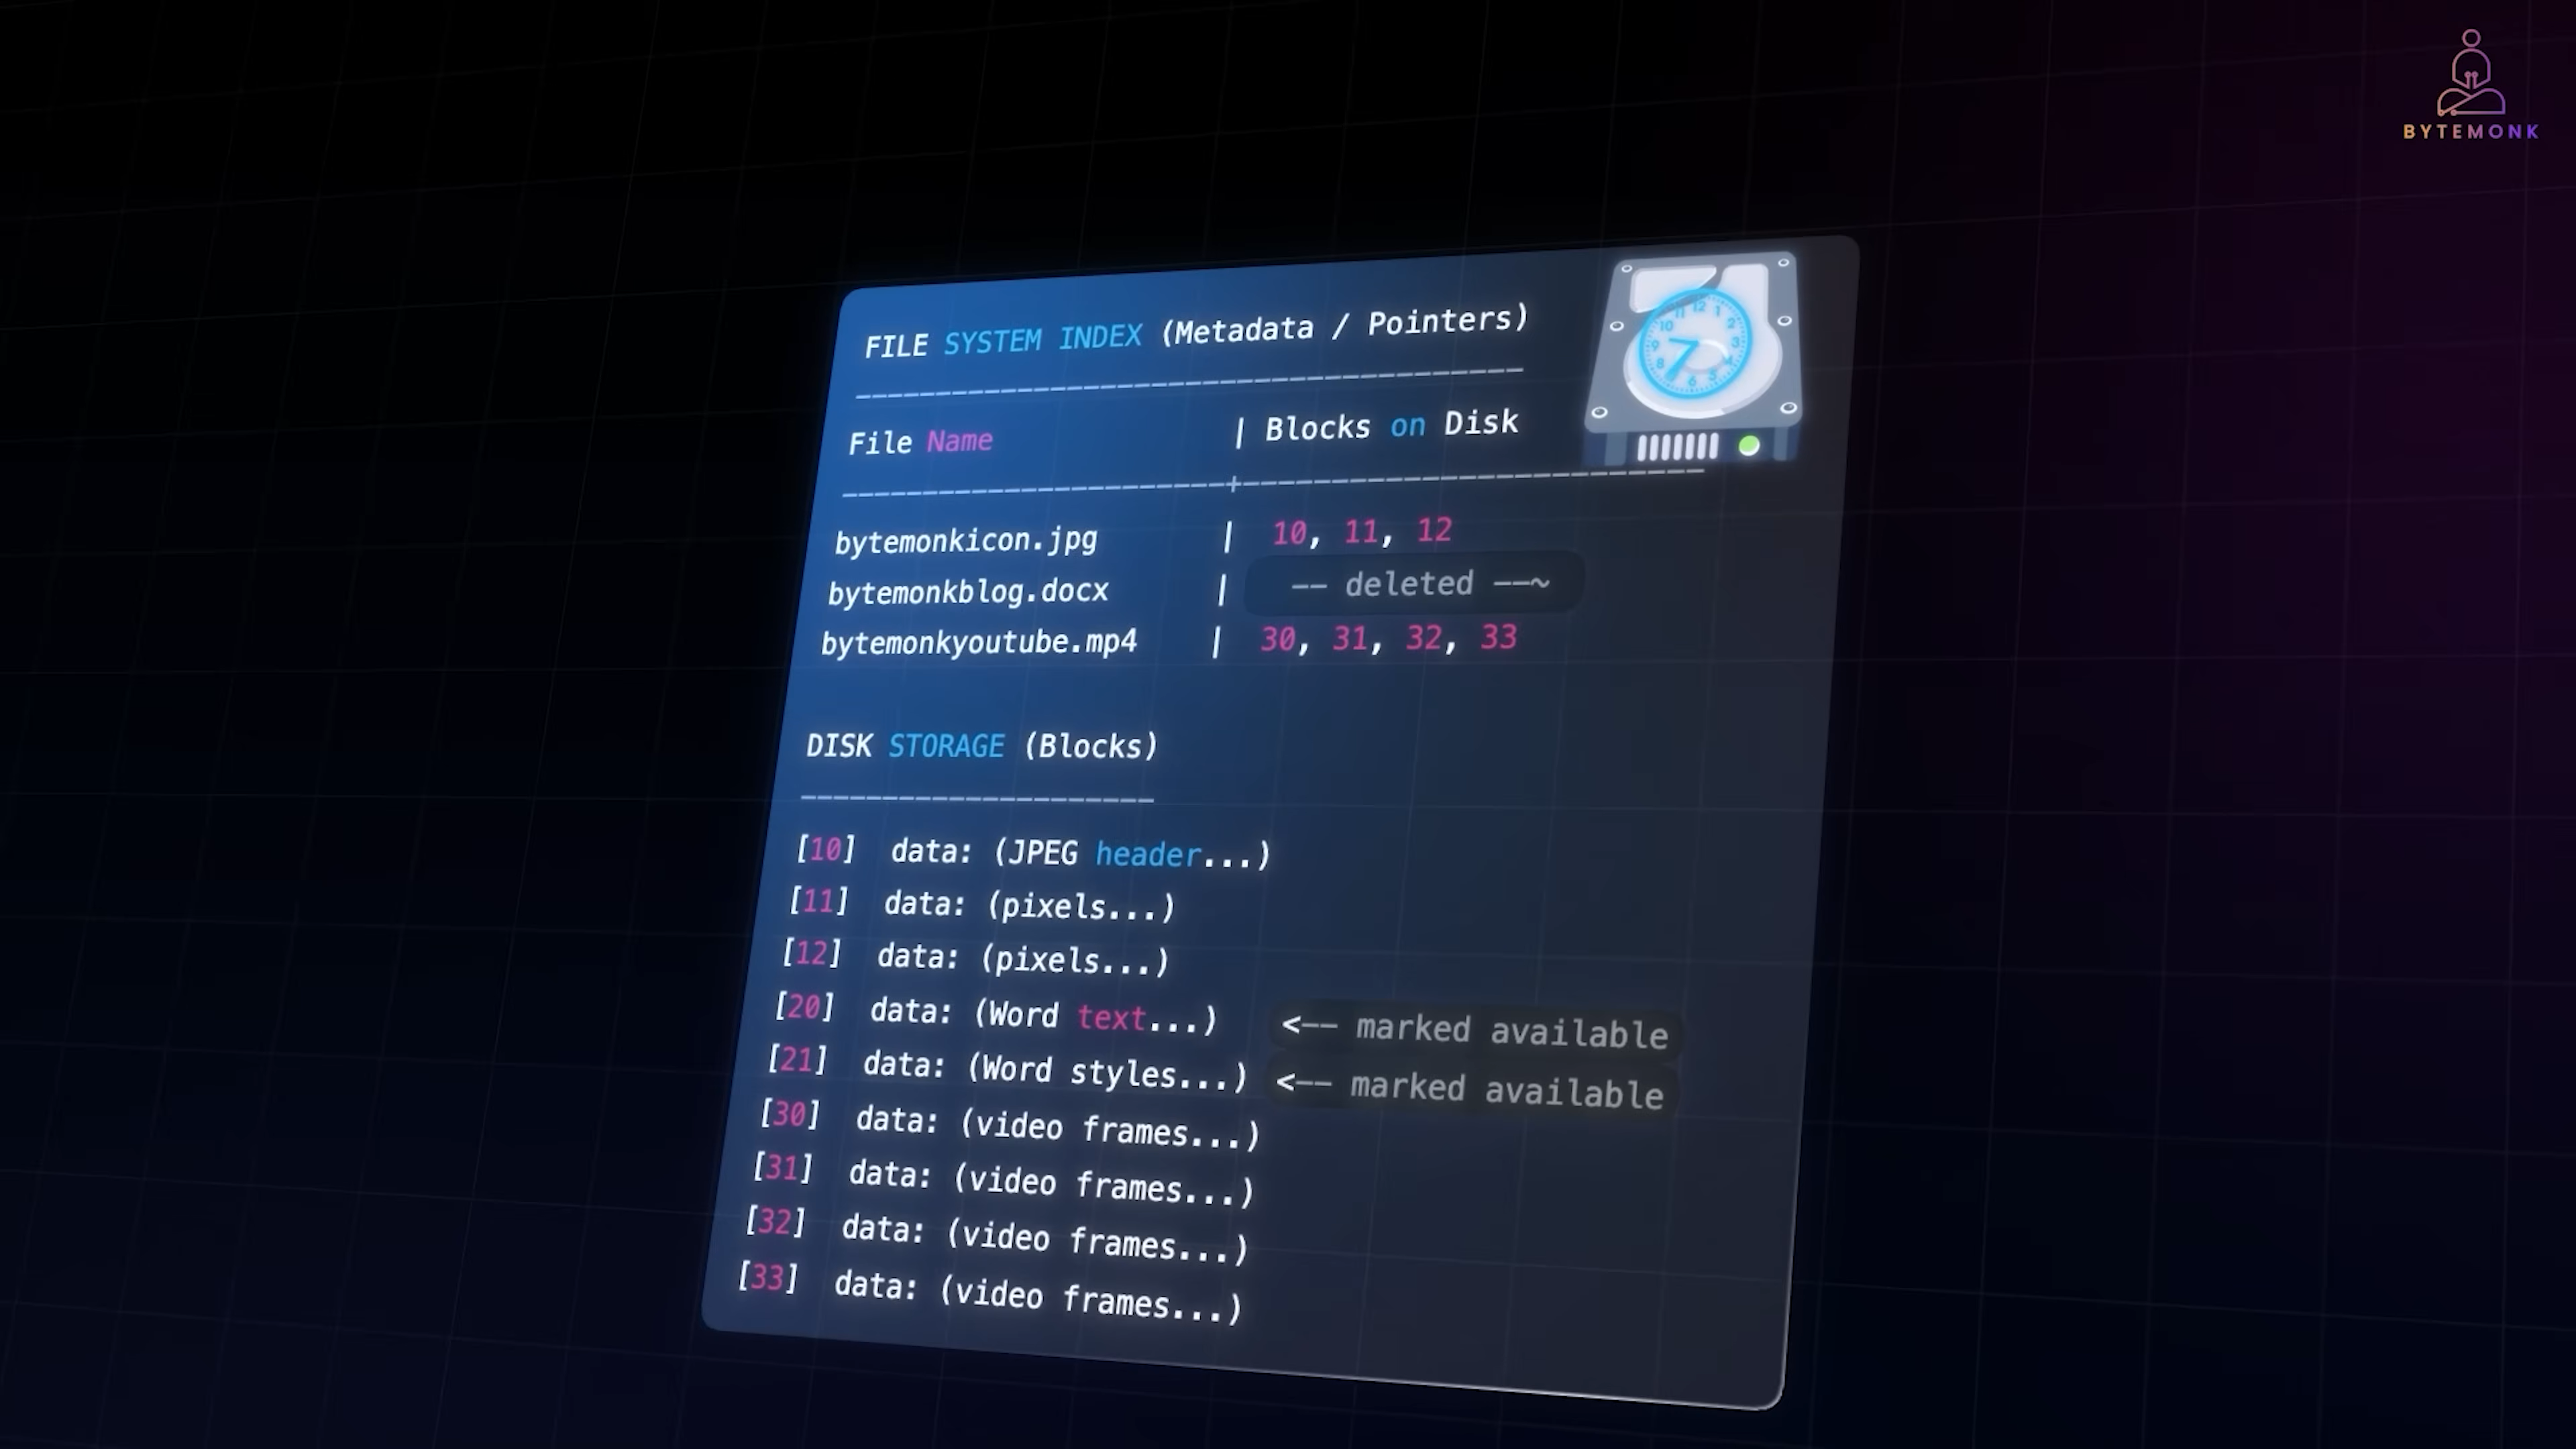 BYTEMONK
FILE SYSTEM INDEX (Metadata / Pointers)
-------------------------------------
File Name | Blocks on Disk
------------------------+-----------------------------
bytemonkicon.jpg | 10, 11, 12
bytemonkblog.docx | -- deleted --~
bytemonkyoutube.mp4 | 30, 31, 32, 33
DISK STORAGE (Blocks)
---------------------
[10] data: (JPEG header...)
[11] data: (pixels...)
[12] data: (pixels...)
[20] data: (Word text...) <-- marked available
[21] data: (Word styles...) <-- marked available
[30] data: (video frames...)
[31] data: (video frames...)
[32] data: (video frames...)
[33] data: (video frames...)